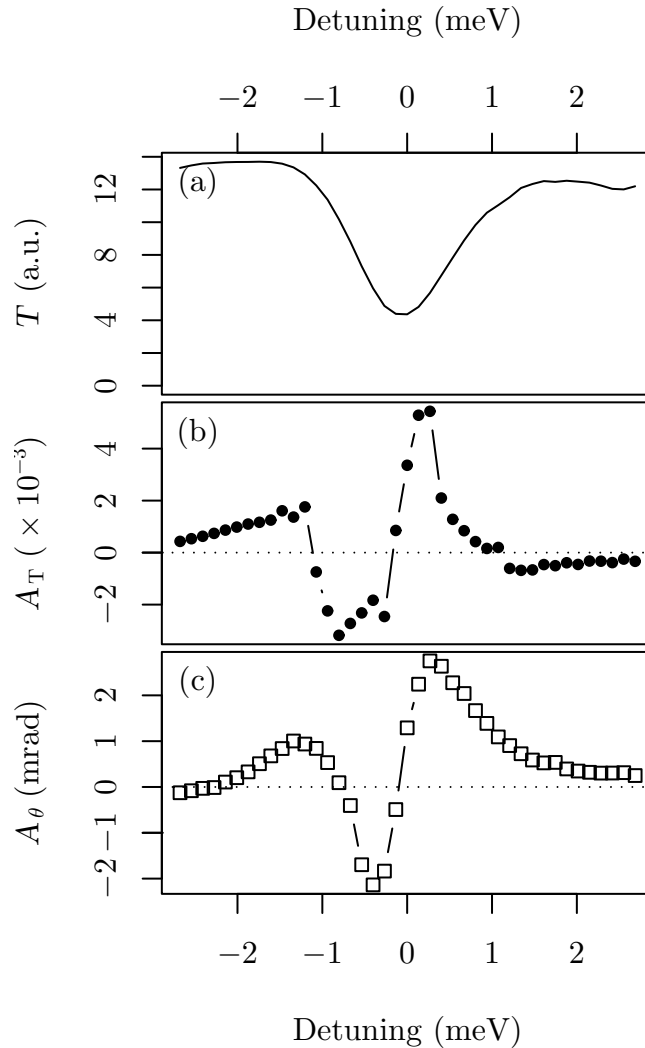 Detuning (meV)
−2 −1 0 1 2
(a)
T (a.u.)
0 4 8 12
(b)
A_T (× 10^−3)
−2 0 2 4
(c)
A_θ (mrad)
−2 −1 0 1 2
−2 −1 0 1 2
Detuning (meV)